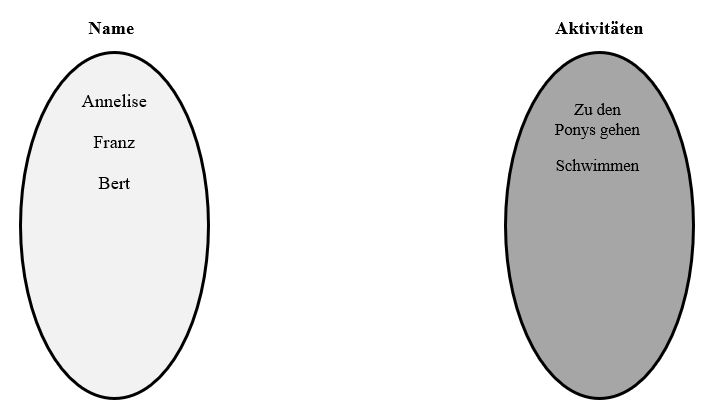 Name
Annelise
Franz
Bert
Aktivitäten
Zu den
Ponys gehen
Schwimmen